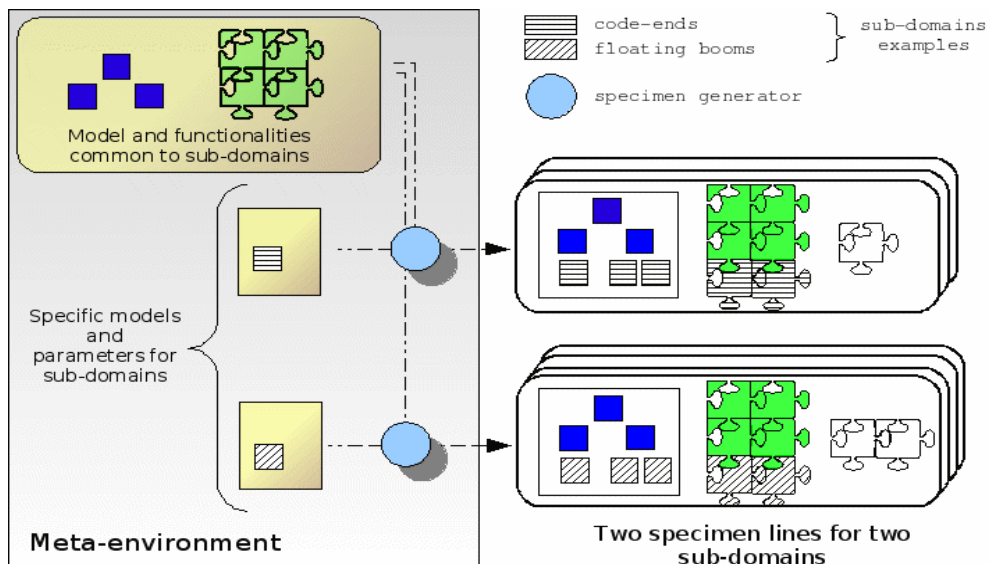 code-ends
floating booms
sub-domains
examples
specimen generator
Model and functionalities
common to sub-domains
Specific models
and
parameters for
sub-domains
Meta-environment
Two specimen lines for two
sub-domains